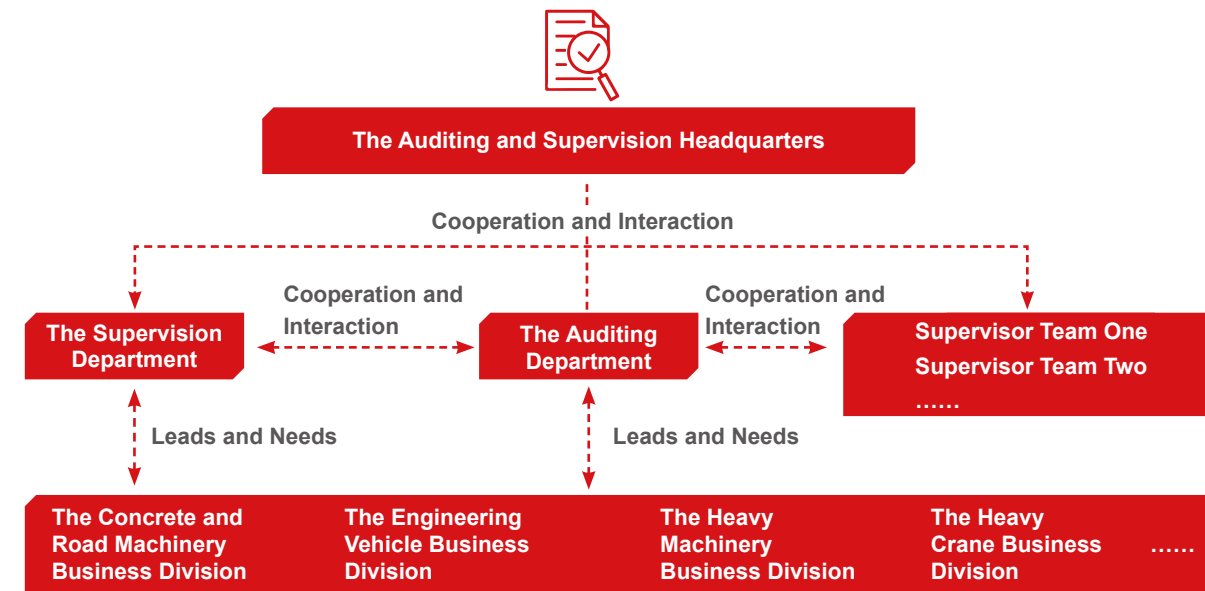 The Auditing and Supervision Headquarters
Cooperation and Interaction
Cooperation and
Interaction
Cooperation and
Interaction
The Supervision
Department
The Auditing
Department
Supervisor Team One
Supervisor Team Two
……
Leads and Needs
Leads and Needs
The Concrete and
Road Machinery
Business Division
The Engineering
Vehicle Business
Division
The Heavy
Machinery
Business Division
The Heavy
Crane Business
Division
……